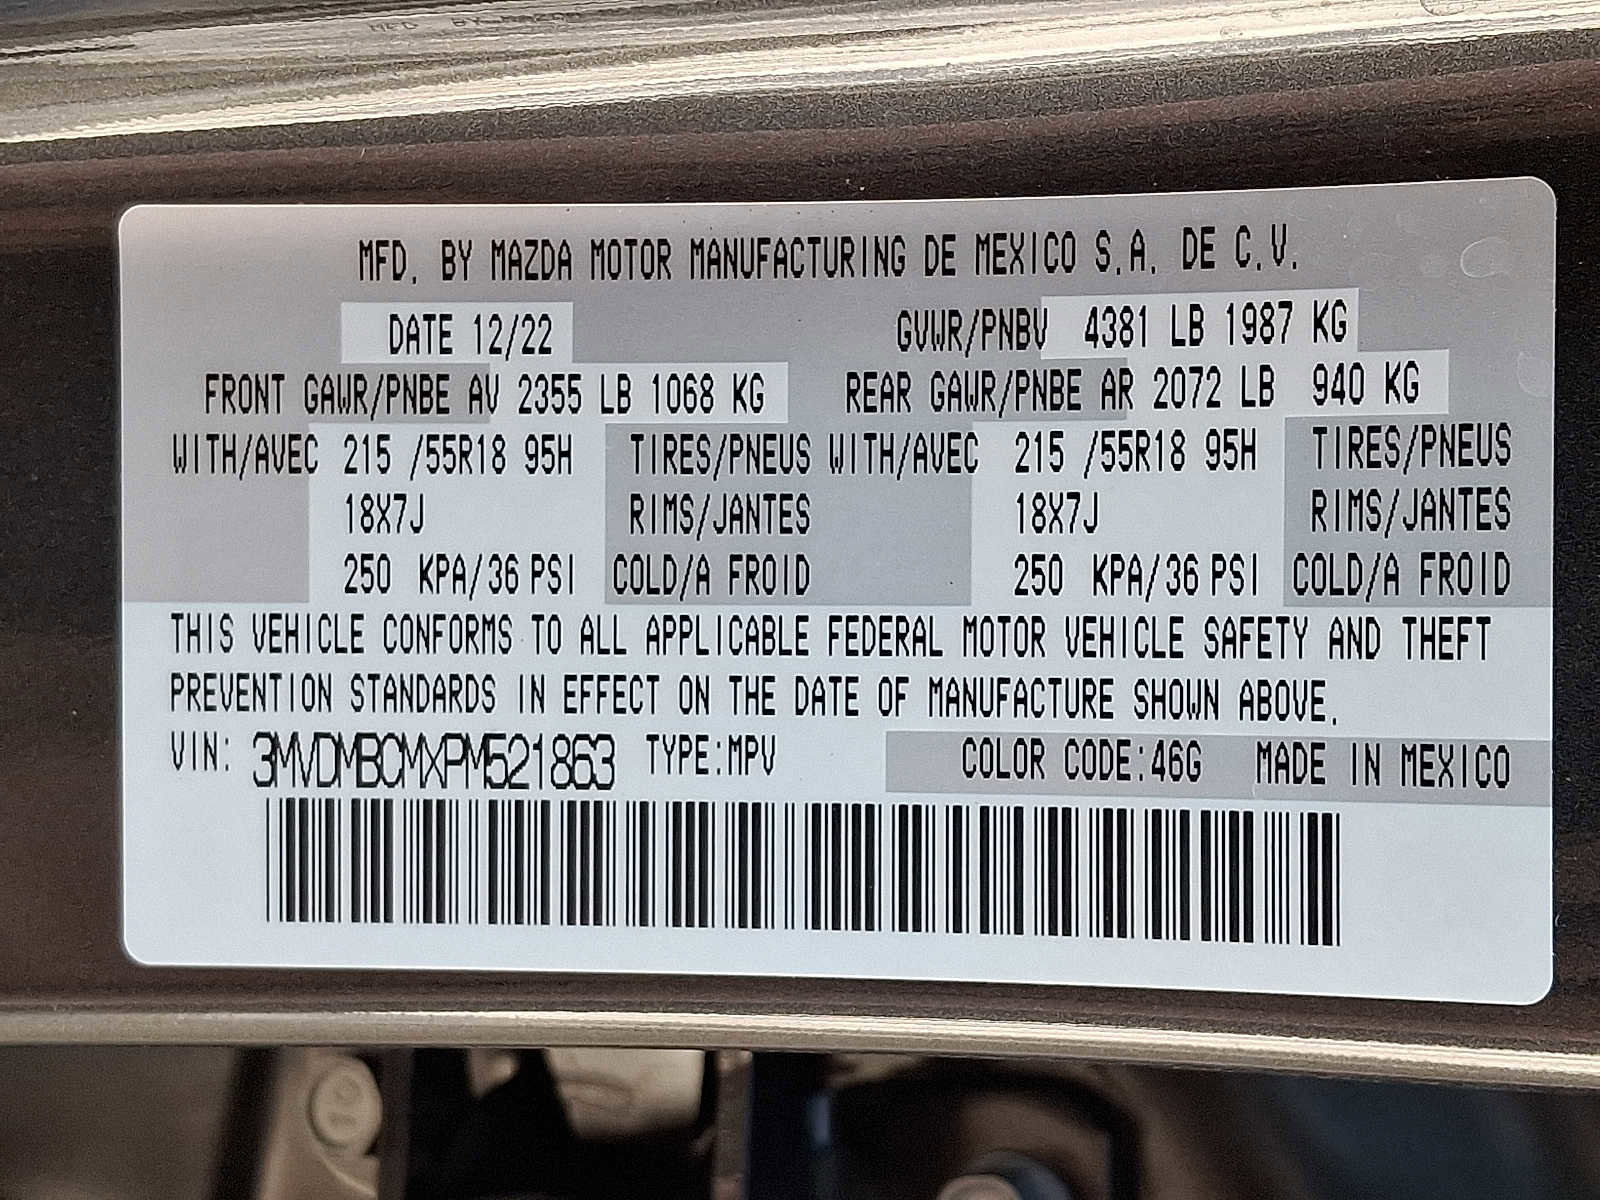 MFD. BY MAZDA MOTOR MANUFACTURING DE MEXICO S.A. DE C.V.
DATE 12/22 GVWR/PNBV 4381 LB 1987 KG
FRONT GAWR/PNBE AV 2355 LB 1068 KG REAR GAWR/PNBE AR 2072 LB 940 KG
WITH/AVEC 215 /55R18 95H TIRES/PNEUS WITH/AVEC 215 /55R18 95H TIRES/PNEUS
18X7J RIMS/JANTES 18X7J RIMS/JANTES
250 KPA/36 PSI COLD/A FROID 250 KPA/36 PSI COLD/A FROID
THIS VEHICLE CONFORMS TO ALL APPLICABLE FEDERAL MOTOR VEHICLE SAFETY AND THEFT
PREVENTION STANDARDS IN EFFECT ON THE DATE OF MANUFACTURE SHOWN ABOVE.
VIN: 3MVDMBCMXPM521863 TYPE:MPV COLOR CODE:46G MADE IN MEXICO